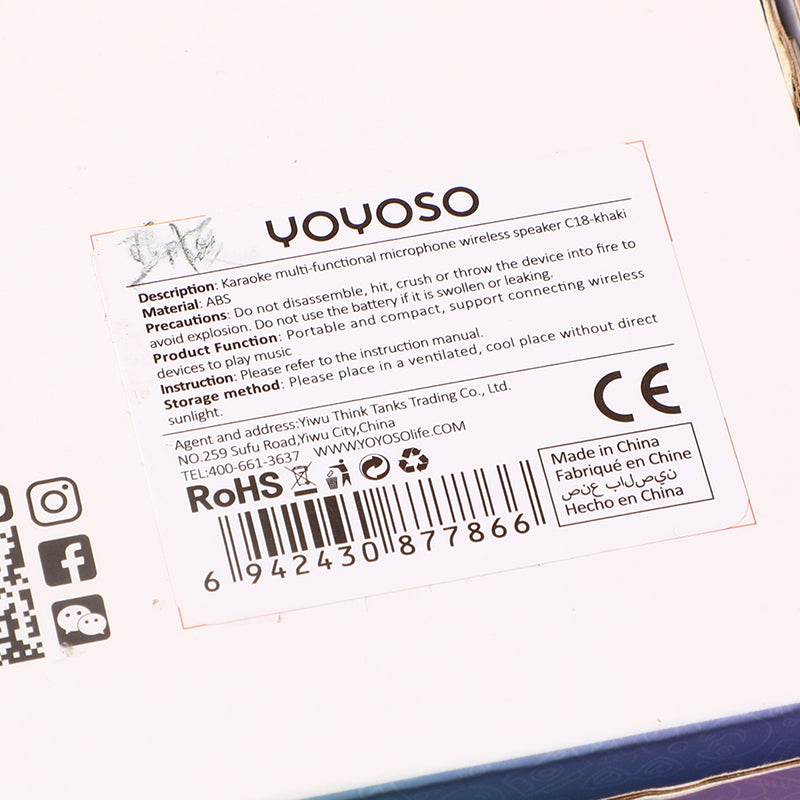 YOYOSO
Description: Karaoke multi-functional microphone wireless speaker C18-khaki
Material: ABS
Precautions: Do not disassemble, hit, crush or throw the device into fire to
avoid explosion. Do not use the battery if it is swollen or leaking.
Product Function: Portable and compact, support connecting wireless
devices to play music
Instruction: Please refer to the instruction manual.
Storage method: Please place in a ventilated, cool place without direct
sunlight.
Agent and address:Yiwu Think Tanks Trading Co., Ltd.
NO.259 Sufu Road,Yiwu City,China
TEL:400-661-3637 WWW.YOYOSOlife.COM
RoHS
CE
Made in China
Fabriqué en Chine
صنع بالصين
Hecho en China
6 942430 877866